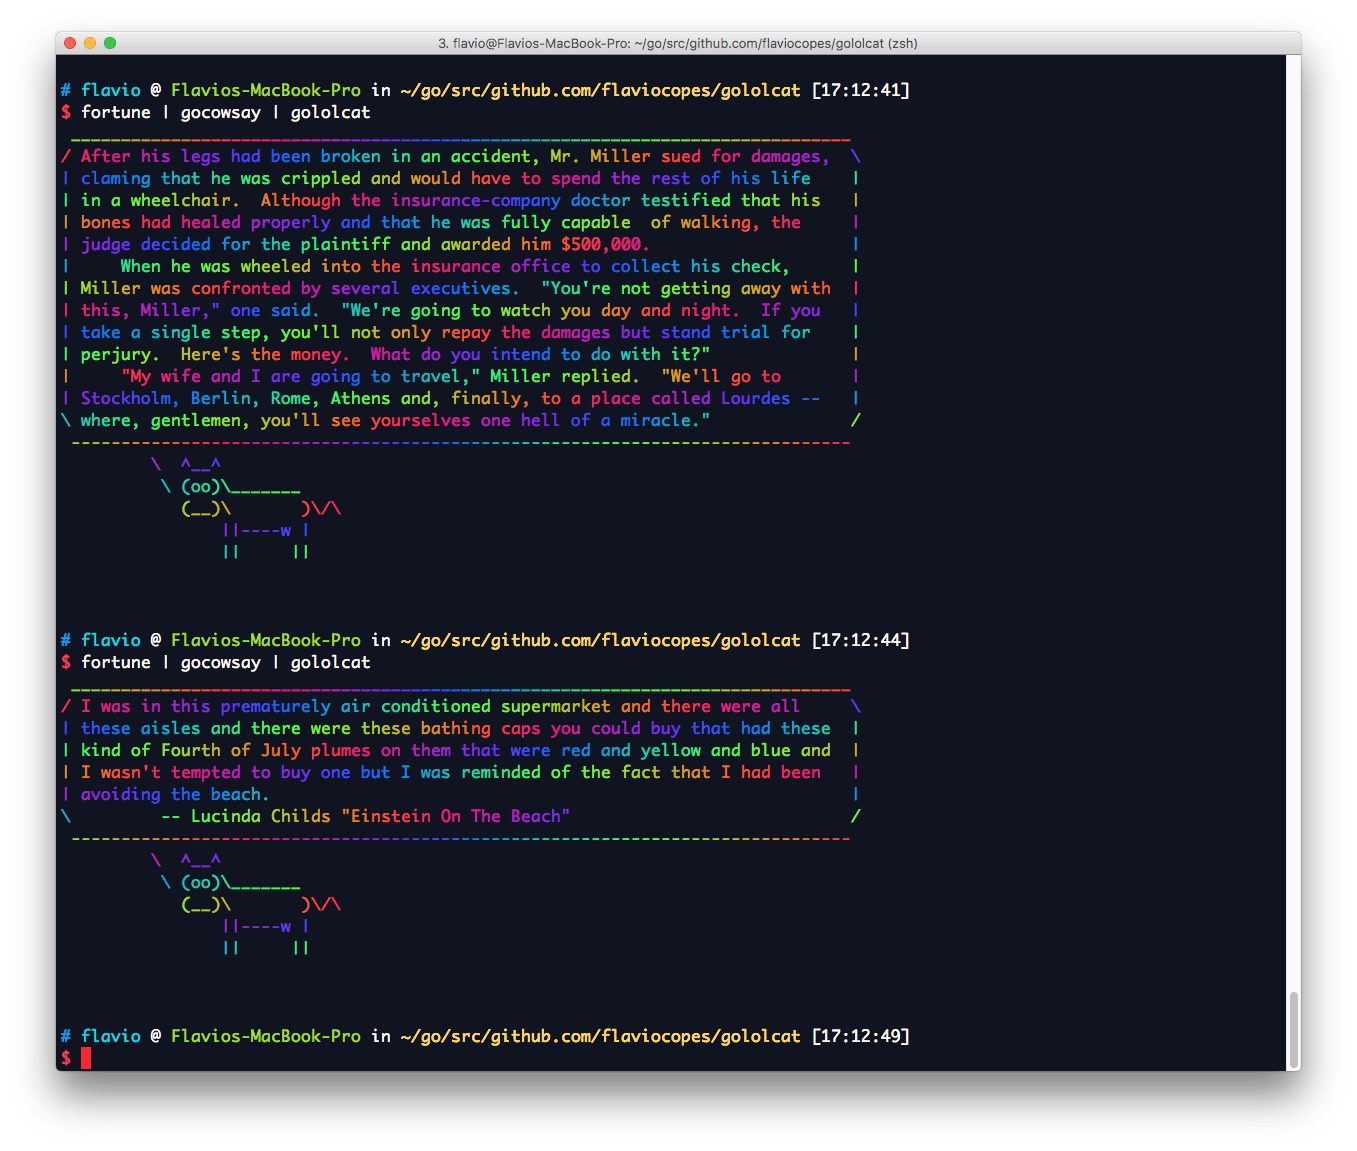 3. flavio@Flavios-MacBook-Pro: ~/go/src/github.com/flaviocopes/gololcat (zsh)
# flavio @ Flavios-MacBook-Pro in ~/go/src/github.com/flaviocopes/gololcat [17:12:41]
$ fortune | gocowsay | gololcat
 ______________________________________________________________________________
/ After his legs had been broken in an accident, Mr. Miller sued for damages,  \
| claming that he was crippled and would have to spend the rest of his life    |
| in a wheelchair.  Although the insurance-company doctor testified that his   |
| bones had healed properly and that he was fully capable  of walking, the     |
| judge decided for the plaintiff and awarded him $500,000.                    |
|     When he was wheeled into the insurance office to collect his check,      |
| Miller was confronted by several executives.  "You're not getting away with  |
| this, Miller," one said.  "We're going to watch you day and night.  If you   |
| take a single step, you'll not only repay the damages but stand trial for    |
| perjury.  Here's the money.  What do you intend to do with it?"              |
|     "My wife and I are going to travel," Miller replied.  "We'll go to       |
| Stockholm, Berlin, Rome, Athens and, finally, to a place called Lourdes --   |
\ where, gentlemen, you'll see yourselves one hell of a miracle."              /
 ------------------------------------------------------------------------------
         \  ^__^
          \ (oo)\_______
            (__)\       )\/\
                ||----w |
                ||     ||
# flavio @ Flavios-MacBook-Pro in ~/go/src/github.com/flaviocopes/gololcat [17:12:44]
$ fortune | gocowsay | gololcat
 ______________________________________________________________________________
/ I was in this prematurely air conditioned supermarket and there were all     \
| these aisles and there were these bathing caps you could buy that had these  |
| kind of Fourth of July plumes on them that were red and yellow and blue and  |
| I wasn't tempted to buy one but I was reminded of the fact that I had been   |
| avoiding the beach.                                                          |
\         -- Lucinda Childs "Einstein On The Beach"                            /
 ------------------------------------------------------------------------------
         \  ^__^
          \ (oo)\_______
            (__)\       )\/\
                ||----w |
                ||     ||
# flavio @ Flavios-MacBook-Pro in ~/go/src/github.com/flaviocopes/gololcat [17:12:49]
$